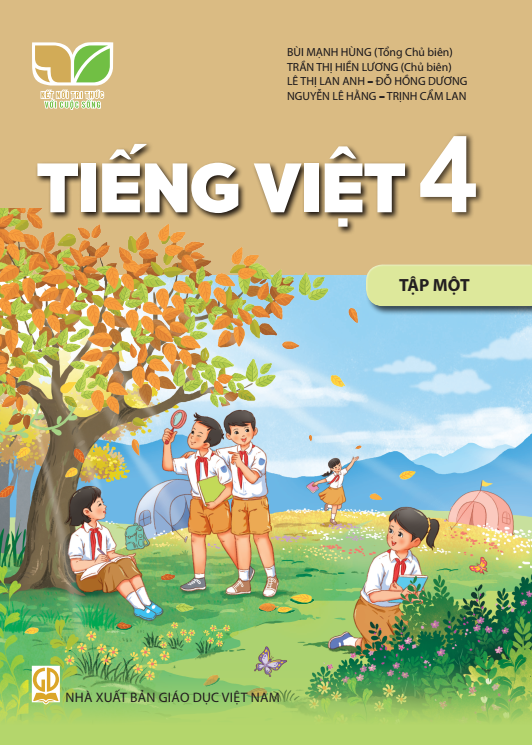 BÙI MẠNH HÙNG (Tổng Chủ biên)
TRẦN THỊ HIỀN LƯƠNG (Chủ biên)
LÊ THỊ LAN ANH – ĐỖ HỒNG DƯƠNG
NGUYỄN LÊ HẰNG – TRỊNH CẨM LAN
KẾT NỐI TRI THỨC
VỚI CUỘC SỐNG
TIẾNG VIỆT 4
TẬP MỘT
GD
NHÀ XUẤT BẢN GIÁO DỤC VIỆT NAM